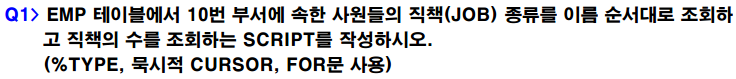 Q1> EMP 테이블에서 10번 부서에 속한 사원들의 직책(JOB) 종류를 이름 순서대로 조회하
고 직책의 수를 조회하는 SCRIPT를 작성하시오.
(%TYPE, 묵시적 CURSOR, FOR문 사용)